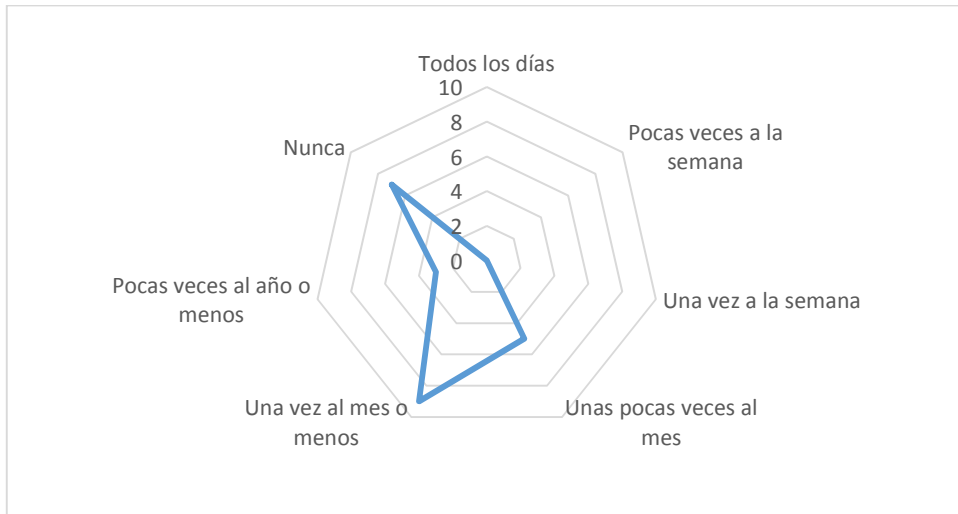 Todos los días
10
8
6
4
2
0
Pocas veces a la
semana
Una vez a la semana
Unas pocas veces al
mes
Una vez al mes o
menos
Pocas veces al año o
menos
Nunca